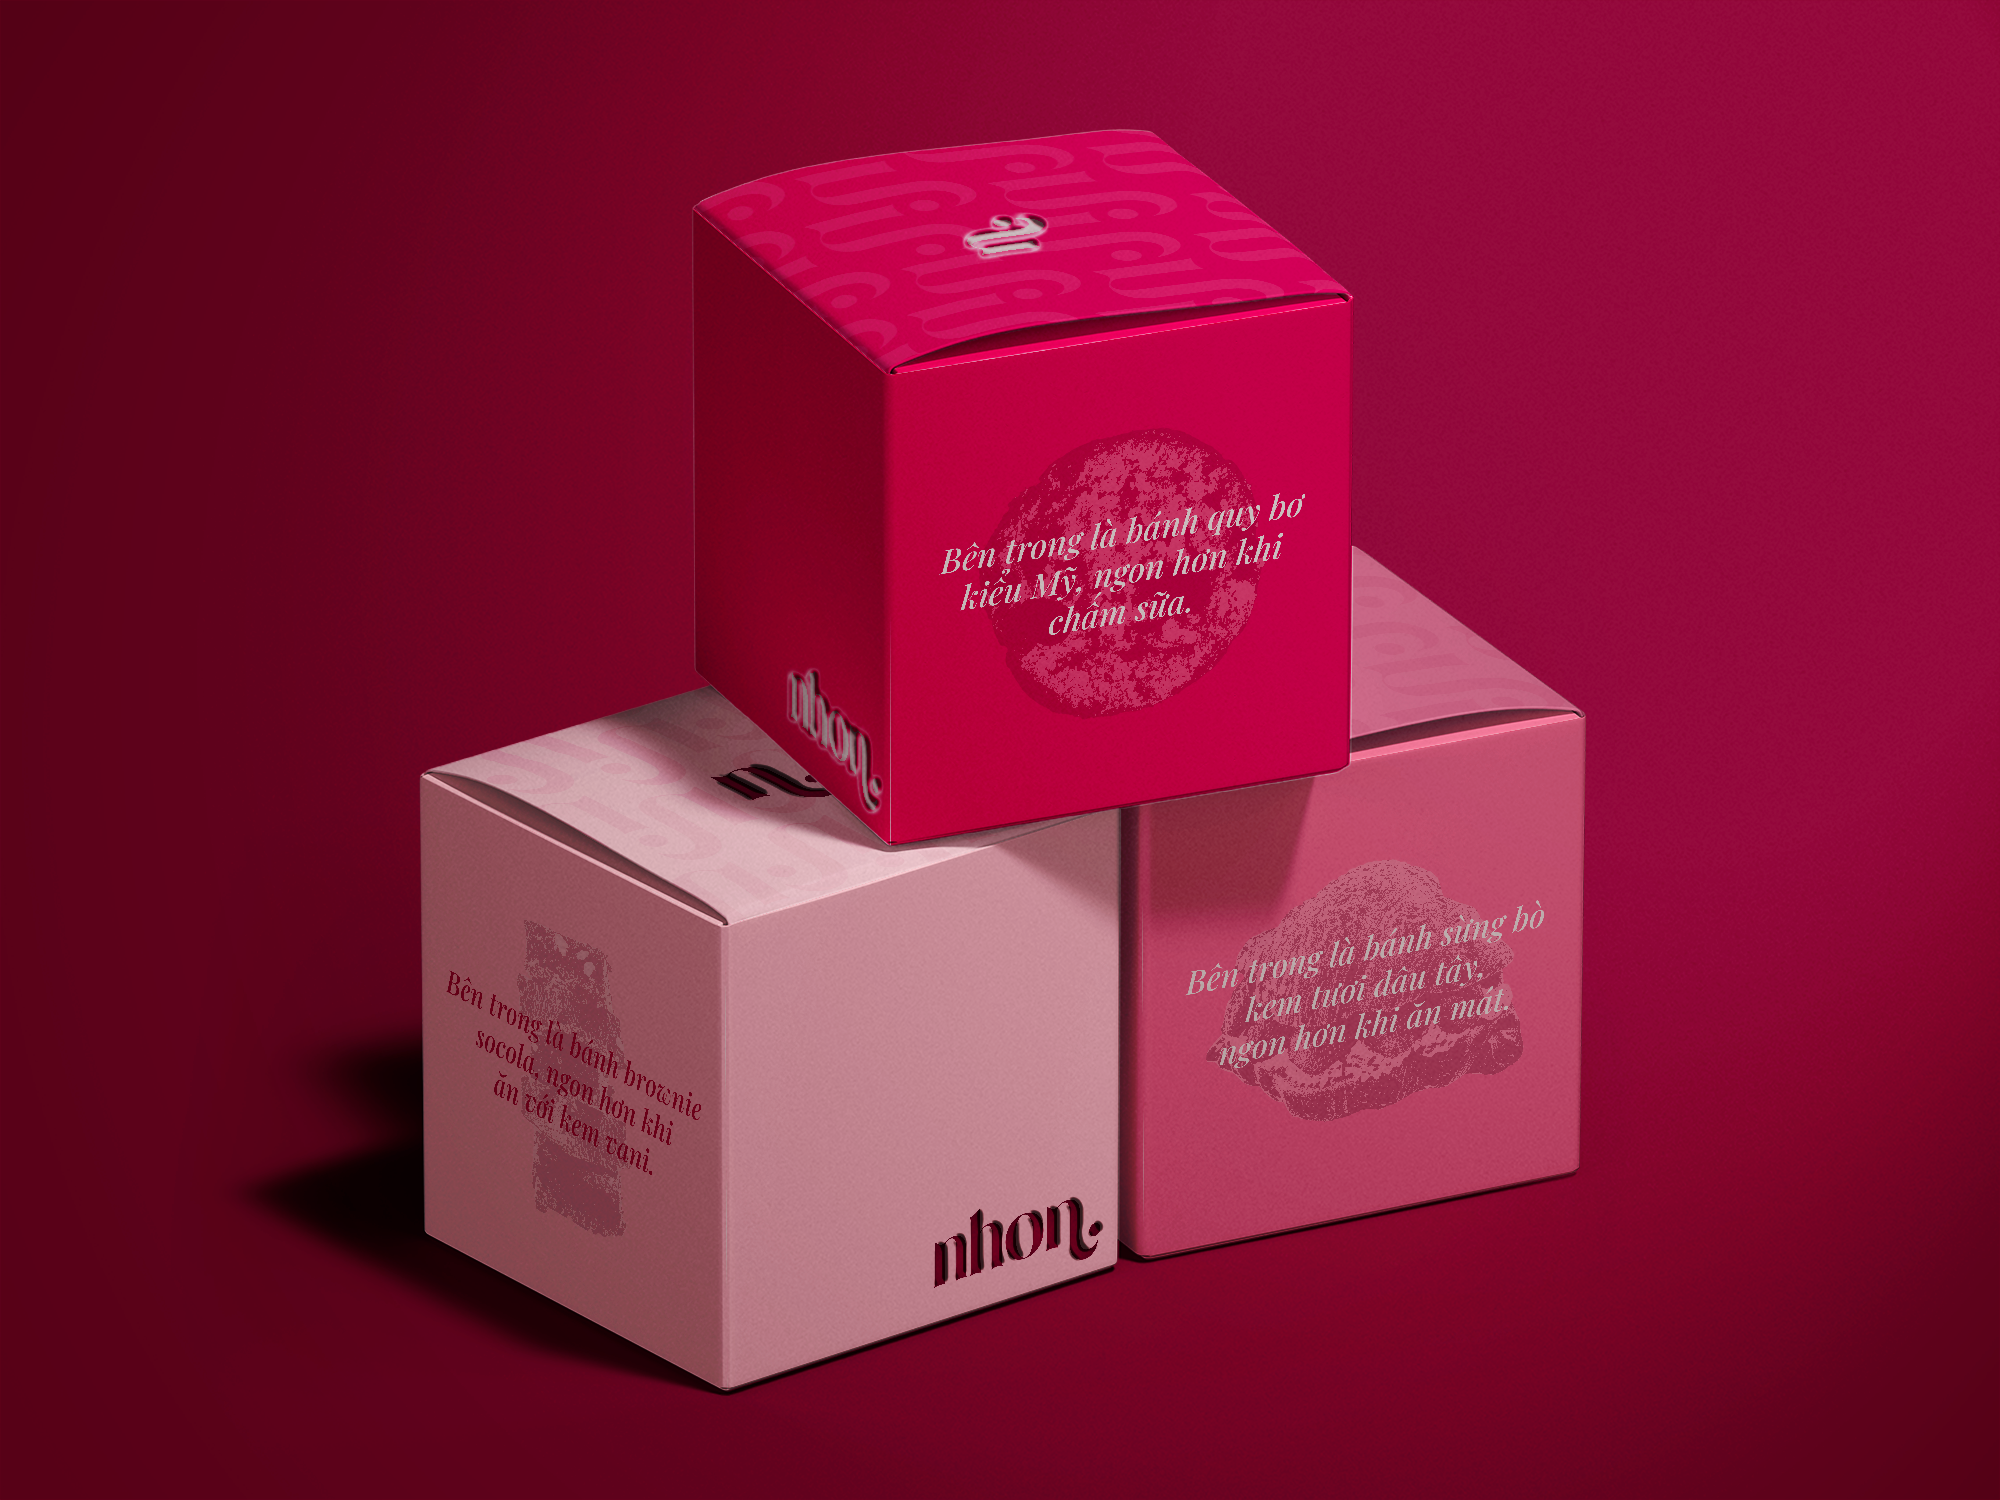 n.
Bên trong là bánh quy bơ
kiểu Mỹ, ngon hơn khi
chấm sữa.
nhon.
n.
Bên trong là bánh brownie
socola, ngon hơn khi
ăn với kem vani.
nhon.
Bên trong là bánh sừng bò
kem tươi dâu tây,
ngon hơn khi ăn mát.